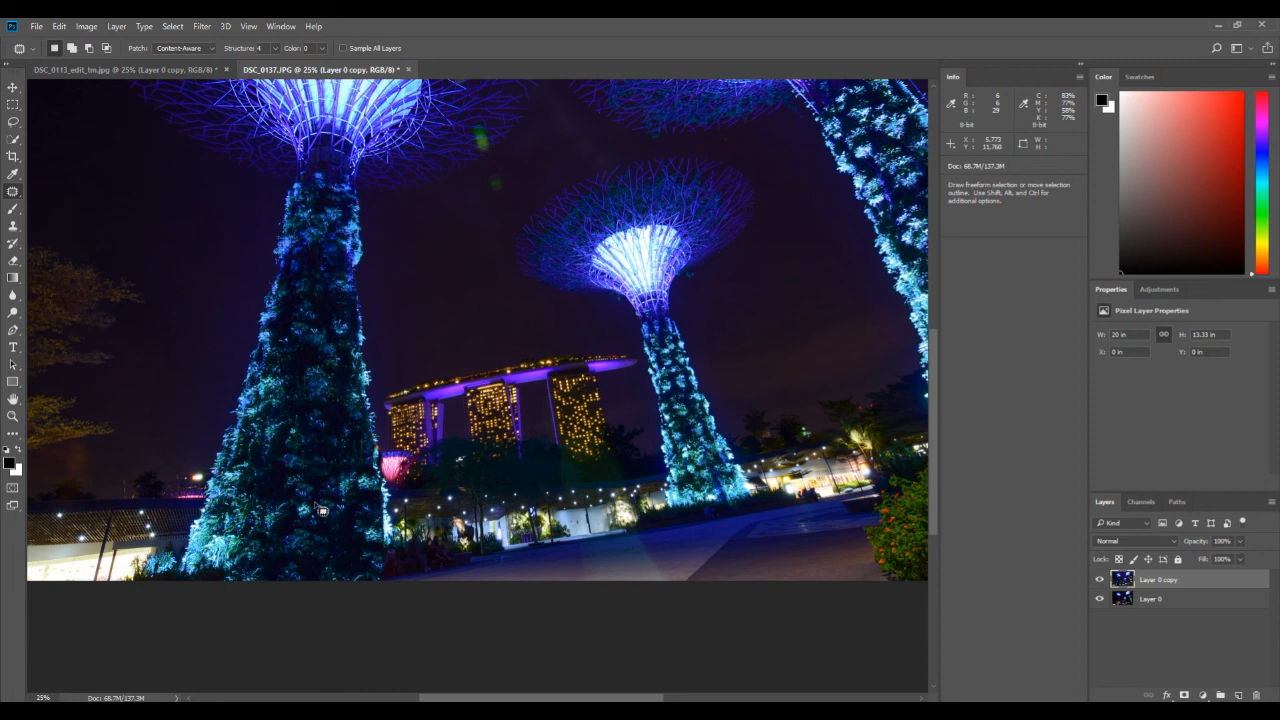 Ps File Edit Image Layer Type Select Filter 3D View Window Help
Patch: Content-Aware Structure: 4 Color: 0 Sample All Layers
DSC_0113_edit_tm.jpg @ 25% (Layer 0 copy, RGB/8) * × DSC_0137.JPG @ 25% (Layer 0 copy, RGB/8) * ×
Info
R : 6 C : 83%
G : 6 M : 77%
B : 29 Y : 58%
K : 77%
8-bit 8-bit
X : 5.773 W :
Y : 11.760 H :
Doc: 68.7M/137.3M
Draw freeform selection or move selection
outline. Use Shift, Alt, and Ctrl for
additional options.
Color Swatches
Properties Adjustments
Pixel Layer Properties
W: 20 in H: 13.33 in
X: 0 in Y: 0 in
Layers Channels Paths
Kind
Normal Opacity: 100%
Lock: Fill: 100%
Layer 0 copy
Layer 0
fx
25% Doc: 68.7M/137.3M